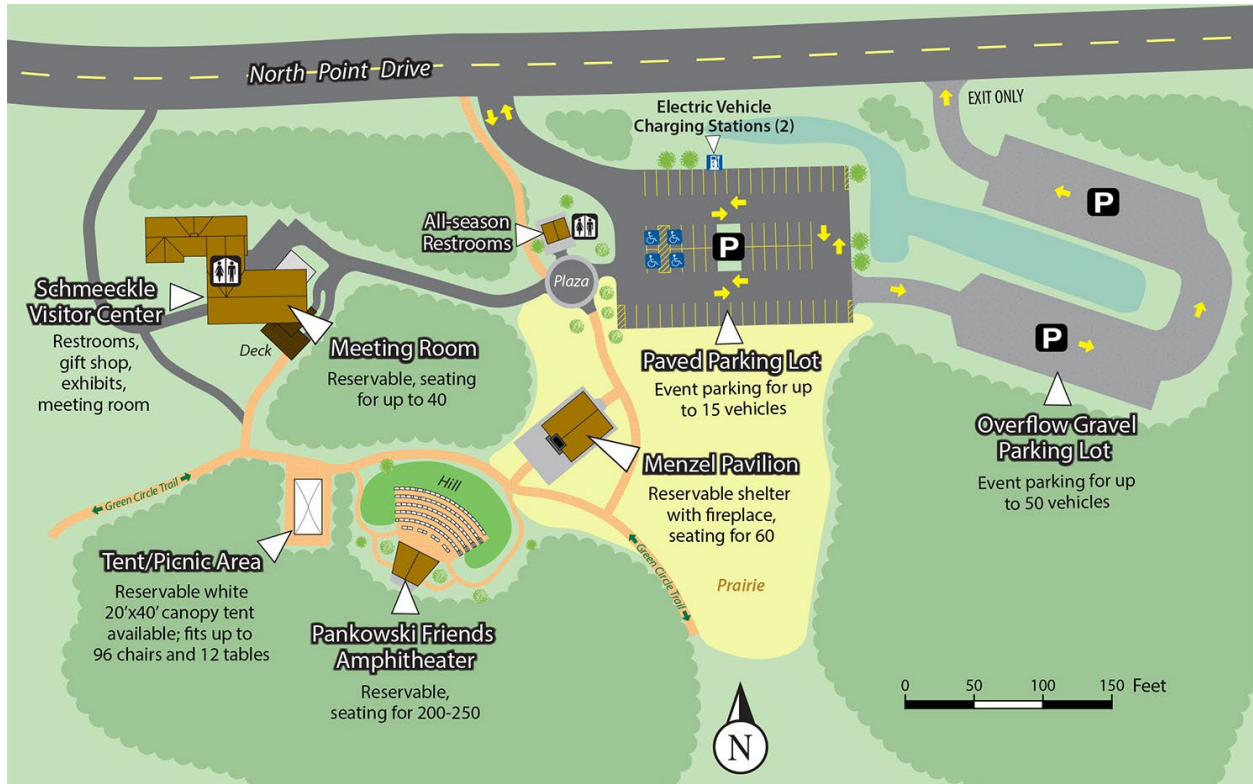 North Point Drive
EXIT ONLY
Electric Vehicle
Charging Stations (2)
All-season
Restrooms
P
P
P
Plaza
Schmeeckle
Visitor Center
Restrooms,
gift shop,
exhibits,
meeting room
Deck
Meeting Room
Reservable, seating
for up to 40
Paved Parking Lot
Event parking for up
to 15 vehicles
Overflow Gravel
Parking Lot
Event parking for up
to 50 vehicles
Menzel Pavilion
Reservable shelter
with fireplace,
seating for 60
Hill
Green Circle Trail
Green Circle Trail
Prairie
Tent/Picnic Area
Reservable white
20'x40' canopy tent
available; fits up to
96 chairs and 12 tables
Pankowski Friends
Amphitheater
Reservable,
seating for 200-250
0 50 100 150 Feet
N